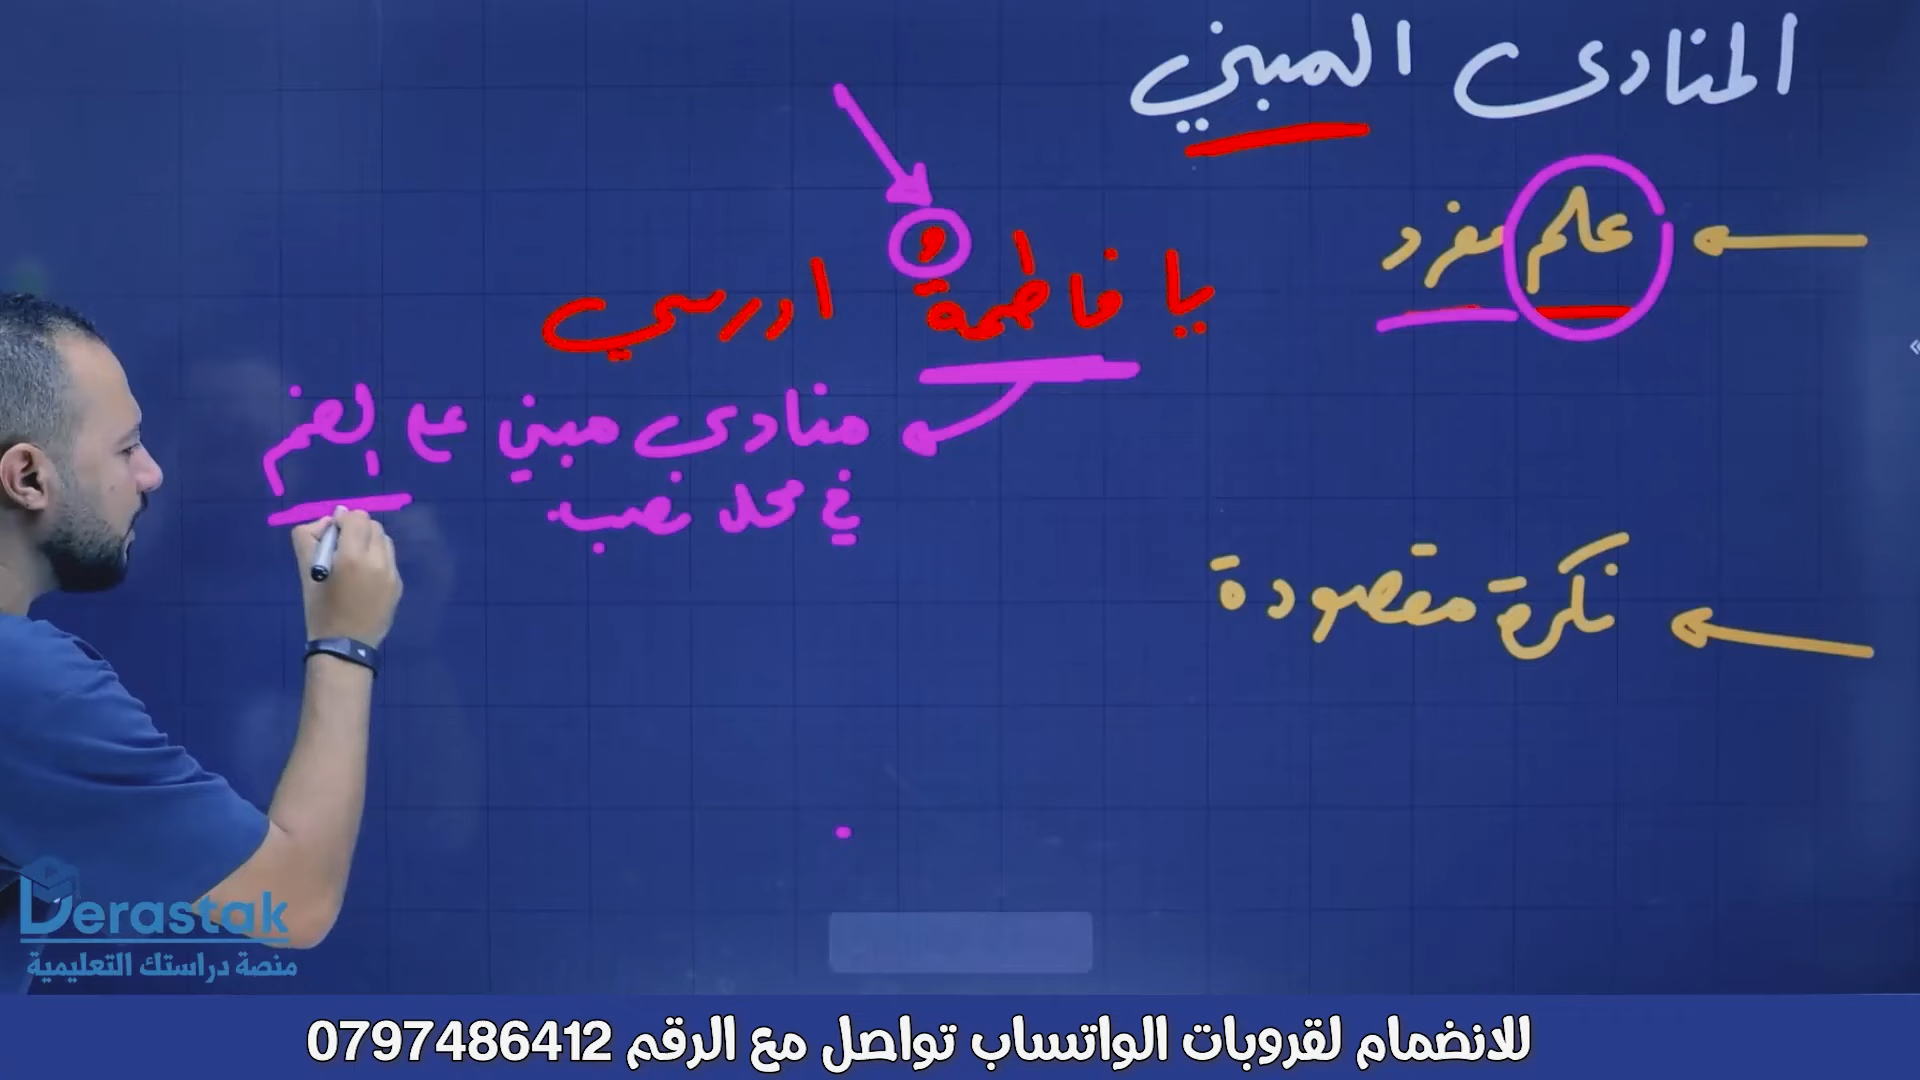 المنادى المبني
علم مفرد
يا فاطمةُ ادرسي
منادى مبني على الضم
في محل نصب
نكرة مقصودة
Derastak
منصة دراستك التعليمية
للانضمام لقروبات الواتساب تواصل مع الرقم 0797486412